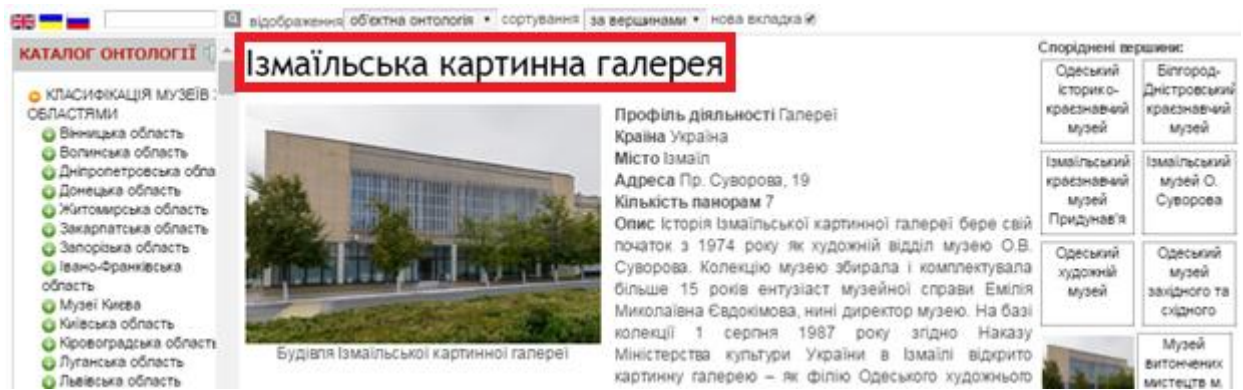 відображення об'єктна онтологія сортування за вершинами нова вкладка
КАТАЛОГ ОНТОЛОГІЇ
КЛАСИФІКАЦІЯ МУЗЕЇВ З
ОБЛАСТЯМИ
Вінницька область
Волинська область
Дніпропетровська обла
Донецька область
Житомирська область
Закарпатська область
Запорізька область
Івано-Франківська
область
Музеї Києва
Київська область
Кіровоградська область
Луганська область
Львівська область
Ізмаїльська картинна галерея
Будівля Ізмаїльської картинної галереї
Профіль діяльності Галереї
Країна Україна
Місто Ізмаїл
Адреса Пр. Суворова, 19
Кількість панорам 7
Опис Історія Ізмаїльської картинної галереї бере свій
початок з 1974 року як художній відділ музею О.В.
Суворова. Колекцію музею збирала і комплектувала
більше 15 років ентузіаст музейної справи Емілія
Миколаївна Євдокімова, нині директор музею. На базі
колекції 1 серпня 1987 року згідно Наказу
Міністерства культури України в Ізмаїлі відкрито
картинну галерею – як філію Одеського художнього
Споріднені вершини:
Одеський
історико-
краєзнавчий
музей
Білгород-
Дністровський
краєзнавчий
музей
Ізмаїльський
краєзнавчий
музей
Придунав'я
Ізмаїльський
музей О.
Суворова
Одеський
художній
музей
Одеський
музей
західного та
східного
Музей
витончених
мистецтв м.